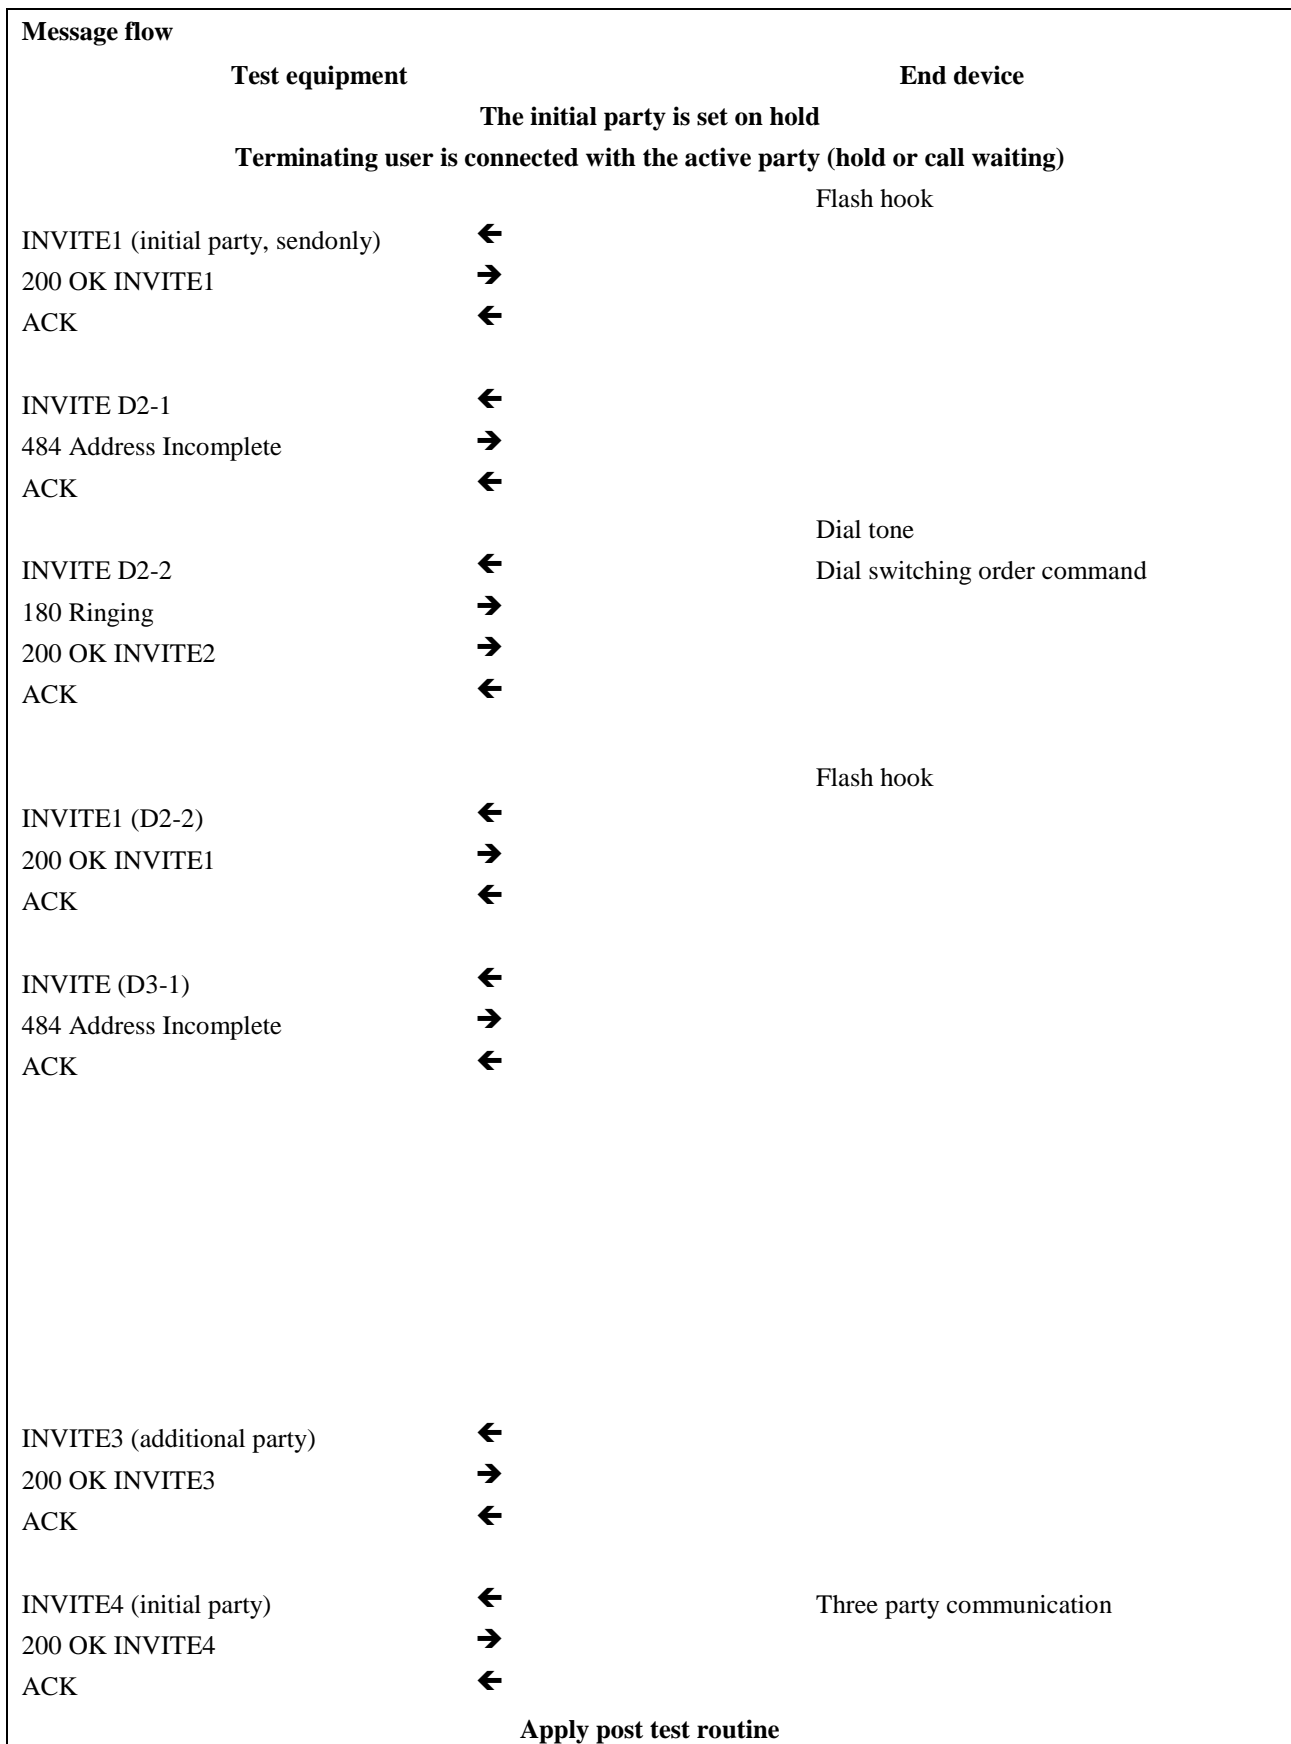 Message flow
Test equipment End device
The initial party is set on hold
Terminating user is connected with the active party (hold or call waiting)
Flash hook
INVITE1 (initial party, sendonly) 🡸
200 OK INVITE1 🡺
ACK 🡸
INVITE D2-1 🡸
484 Address Incomplete 🡺
ACK 🡸
Dial tone
INVITE D2-2 🡸 Dial switching order command
180 Ringing 🡺
200 OK INVITE2 🡺
ACK 🡸
Flash hook
INVITE1 (D2-2) 🡸
200 OK INVITE1 🡺
ACK 🡸
INVITE (D3-1) 🡸
484 Address Incomplete 🡺
ACK 🡸
INVITE3 (additional party) 🡸
200 OK INVITE3 🡺
ACK 🡸
INVITE4 (initial party) 🡸 Three party communication
200 OK INVITE4 🡺
ACK 🡸
Apply post test routine